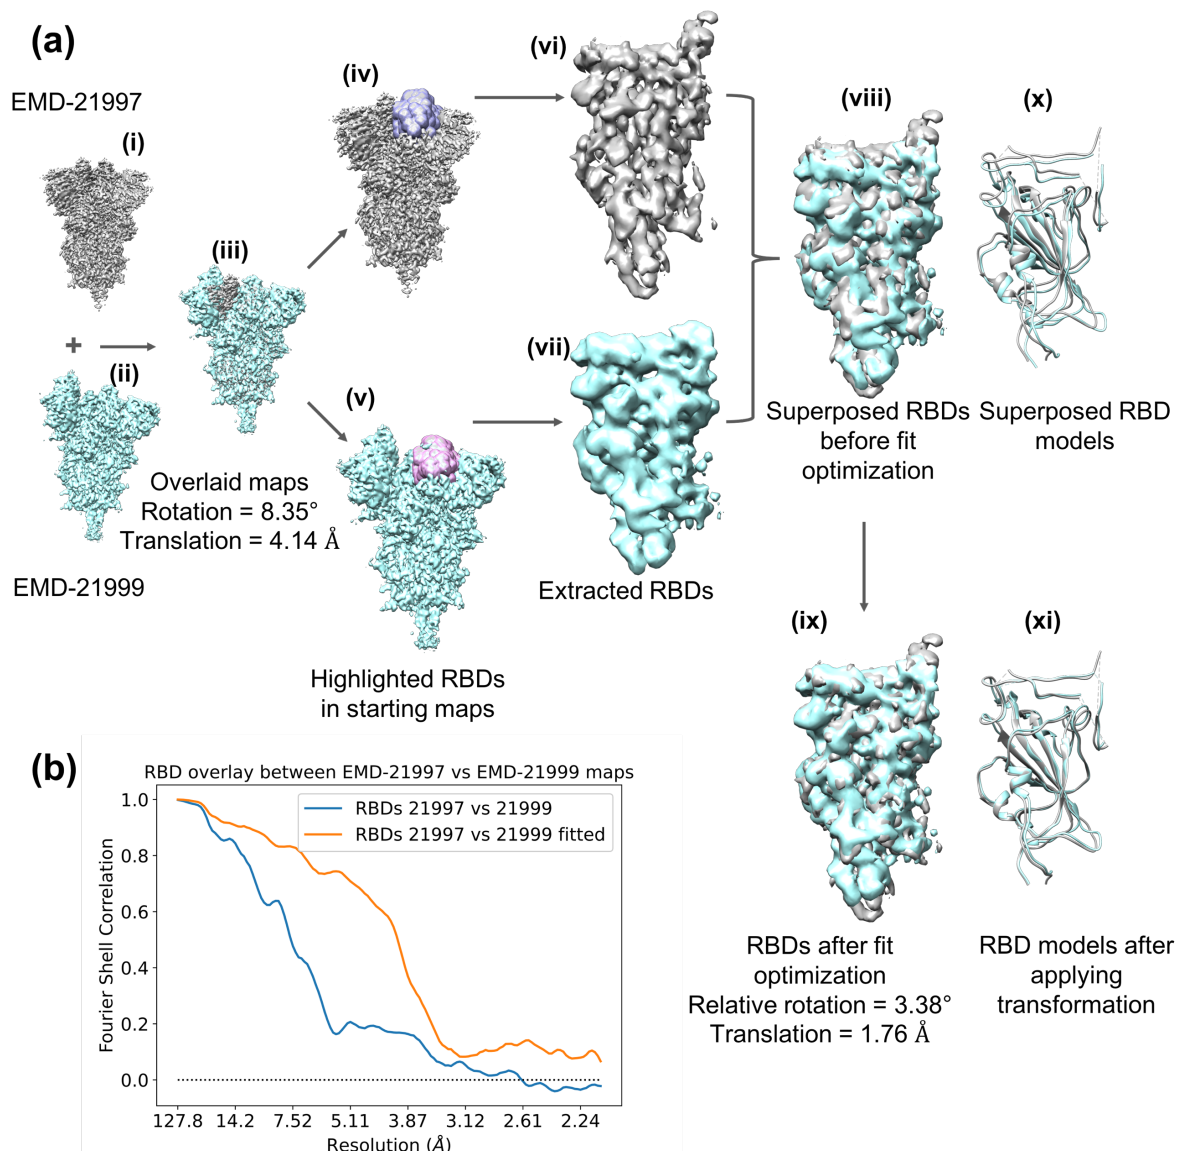 (a)
EMD-21997
(i)
+
(ii)
EMD-21999
(iii)
Overlaid maps
Rotation = 8.35°
Translation = 4.14 Å
(iv)
(v)
Highlighted RBDs
in starting maps
(vi)
(vii)
Extracted RBDs
(viii)
Superposed RBDs
before fit
optimization
(x)
Superposed RBD
models
(ix)
RBDs after fit
optimization
Relative rotation = 3.38°
Translation = 1.76 Å
(xi)
RBD models after
applying
transformation
(b)
RBD overlay between EMD-21997 vs EMD-21999 maps
RBDs 21997 vs 21999
RBDs 21997 vs 21999 fitted
Fourier Shell Correlation
1.0
0.8
0.6
0.4
0.2
0.0
127.8 14.2 7.52 5.11 3.87 3.12 2.61 2.24
Resolution (Å)